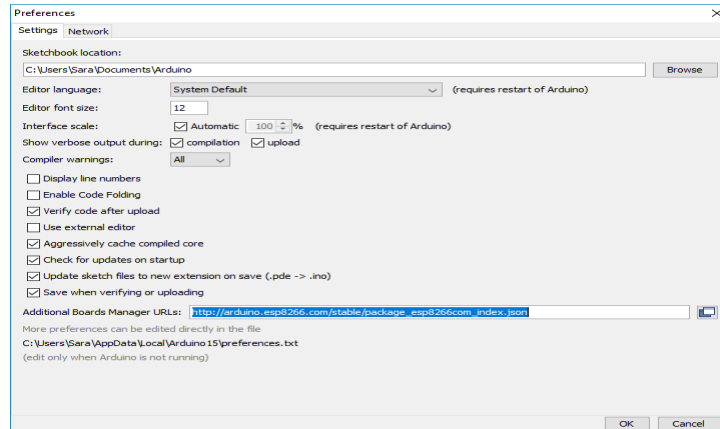 Preferences
Settings Network
Sketchbook location:
C:\Users\Sara\Documents\Arduino Browse
Editor language: System Default (requires restart of Arduino)
Editor font size: 12
Interface scale: Automatic 100 % (requires restart of Arduino)
Show verbose output during: compilation upload
Compiler warnings: All
Display line numbers
Enable Code Folding
Verify code after upload
Use external editor
Aggressively cache compiled core
Check for updates on startup
Update sketch files to new extension on save (.pde -> .ino)
Save when verifying or uploading
Additional Boards Manager URLs: http://arduino.esp8266.com/stable/package_esp8266com_index.json
More preferences can be edited directly in the file
C:\Users\Sara\AppData\Local\Arduino15\preferences.txt
(edit only when Arduino is not running)
OK Cancel